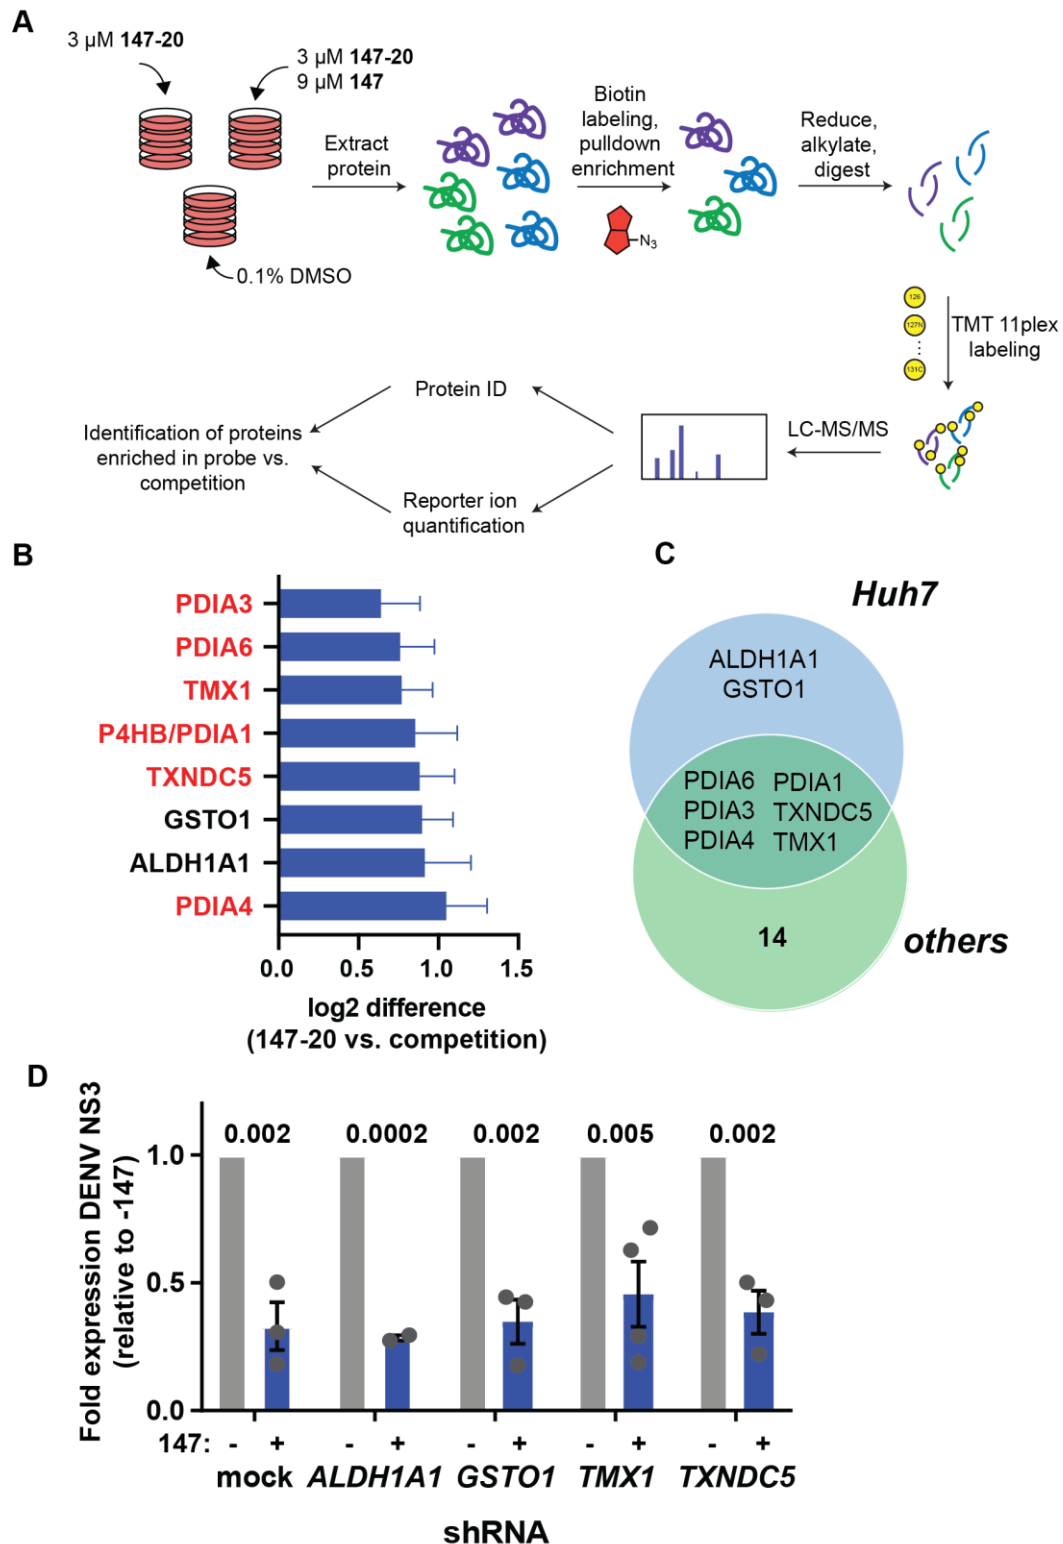 A
3 µM 147-20
3 µM 147-20
9 µM 147
0.1% DMSO
Extract
protein
Biotin
labeling,
pulldown
enrichment
N3
Reduce,
alkylate,
digest
126
127N
131C
TMT 11plex
labeling
LC-MS/MS
Protein ID
Reporter ion
quantification
Identification of proteins
enriched in probe vs.
competition
B
PDIA3
PDIA6
TMX1
P4HB/PDIA1
TXNDC5
GSTO1
ALDH1A1
PDIA4
0.0 0.5 1.0 1.5
log2 difference
(147-20 vs. competition)
C
Huh7
ALDH1A1
GSTO1
PDIA6 PDIA1
PDIA3 TXNDC5
PDIA4 TMX1
14
others
D
Fold expression DENV NS3
(relative to -147)
1.0
0.5
0.0
0.002 0.0002 0.002 0.005 0.002
147: - + - + - + - + - +
mock ALDH1A1 GSTO1 TMX1 TXNDC5
shRNA